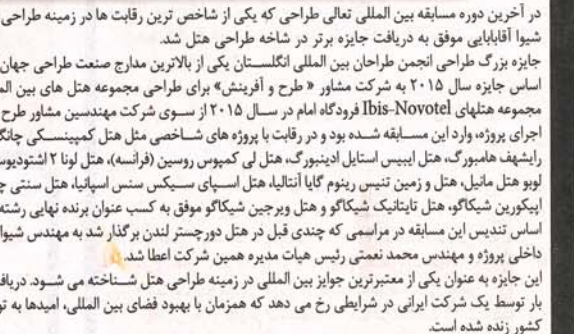 در آخرین دوره مسابقه بین المللی تعالی طراحی که یکی از شاخص ترین رقابت ها در زمینه طراحی
شیوا آقابابایی موفق به دریافت جایزه برتر در شاخه طراحی هتل شد.
جایزه بزرگ طراحی انجمن طراحان بین المللی انگلستان یکی از بالاترین مدارج صنعت طراحی جهان
اساس جایزه سال ۲۰۱۵ به شرکت مشاور « طرح و آفرینش» برای طراحی مجموعه هتل های بین الم
مجموعه هتلهای Ibis-Novotel فرودگاه امام در سال ۲۰۱۵ از سوی شرکت مهندسین مشاور طرح
اجرای پروژه، وارد این مسابقه شده بود و در رقابت با پروژه های شاخصی مثل هتل کمپینسکی چانگ
رایشهف هامبورگ، هتل ایبیس استایل ادینبورگ، هتل لی کمپوس روسین (فرانسه)، هتل لونا ۲ اشتودیوس
لوبو هتل مانیل، هتل و زمین تنیس رینوم گایا آنتالیا، هتل اسپای سیکس سنس اسپانیا، هتل سنتی چ
اپیکورین شیکاگو، هتل تایتانیک شیکاگو و هتل ویرجین شیکاگو موفق به کسب عنوان برنده نهایی رشته
اساس تندیس این مسابقه در مراسمی که چندی قبل در هتل دورچستر لندن برگذار شد به مهندس شیوا
داخلی پروژه و مهندس محمد نعمتی رئیس هیات مدیره همین شرکت اعطا شد.
این جایزه به عنوان یکی از معتبرترین جوایز بین المللی در زمینه طراحی هتل شناخته می شود. دریاف
بار توسط یک شرکت ایرانی در شرایطی رخ می دهد که همزمان با بهبود فضای بین المللی، امیدها به تو
کشور زنده شده است.